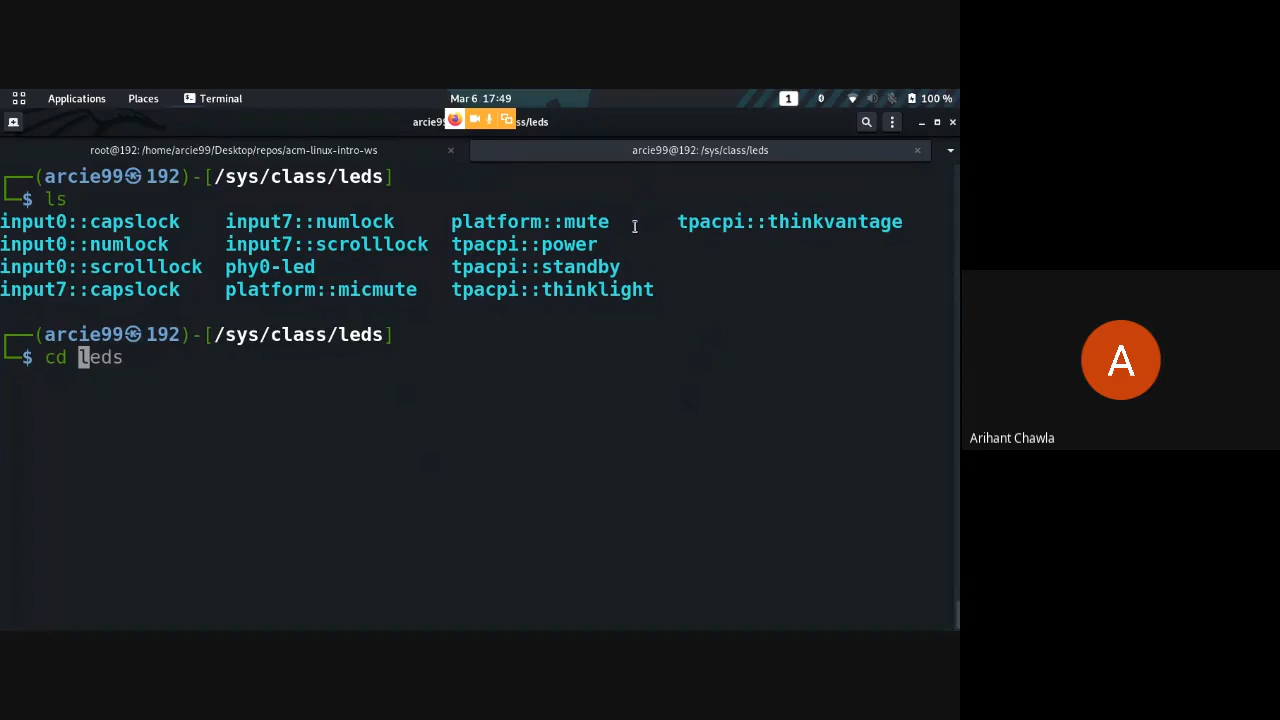 Applications Places Terminal Mar 6 17:49 1 100 %
arcie99 ss/leds
root@192: /home/arcie99/Desktop/repos/acm-linux-intro-ws arcie99@192: /sys/class/leds
┌──(arcie99㉿192)-[/sys/class/leds]
└─$ ls
input0::capslock input7::numlock platform::mute tpacpi::thinkvantage
input0::numlock input7::scrolllock tpacpi::power
input0::scrolllock phy0-led tpacpi::standby
input7::capslock platform::micmute tpacpi::thinklight
┌──(arcie99㉿192)-[/sys/class/leds]
└─$ cd leds
A
Arihant Chawla